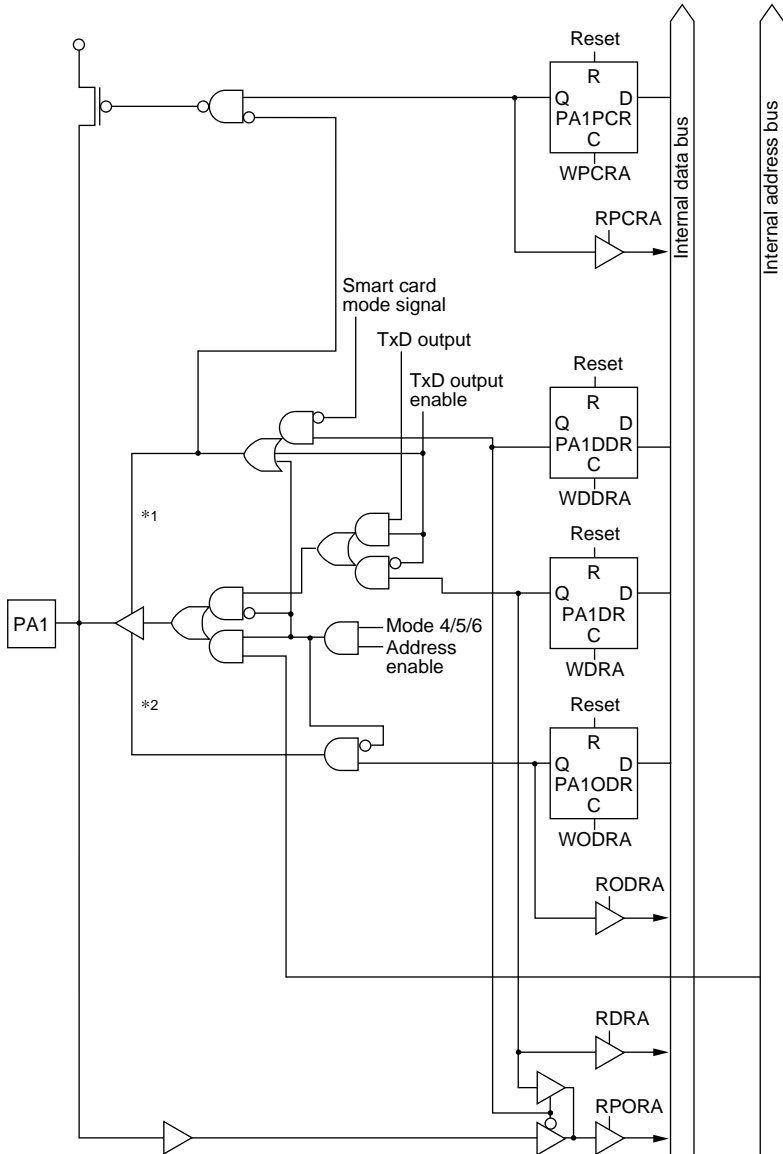 Reset
R
Q D
PA1PCR
C
WPCRA
Internal data bus
Internal address bus
RPCRA
Smart card
mode signal
TxD output
TxD output
enable
Reset
R
Q D
PA1DDR
C
WDDRA
*1
Reset
R
Q D
PA1DR
C
WDRA
PA1
Mode 4/5/6
Address
enable
*2
Reset
R
Q D
PA1ODR
C
WODRA
RODRA
RDRA
RPORA